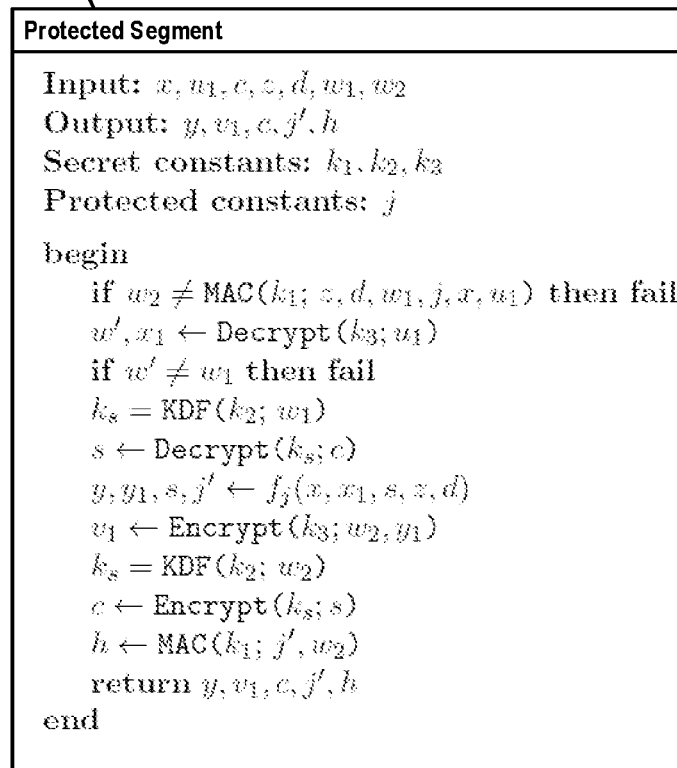 Protected Segment
Input: x, u₁, c, z, d, w₁, w₂
Output: y, v₁, c, j′, h
Secret constants: k₁, k₂, k₃
Protected constants: j
begin
if w₂ ≠ MAC(k₁; z, d, w₁, j, x, u₁) then fail
w′, x₁ ← Decrypt(k₃; u₁)
if w′ ≠ w₁ then fail
kₛ = KDF(k₂; w₁)
s ← Decrypt(kₛ; c)
y, y₁, s, j′ ← fⱼ(x, x₁, s, z, d)
v₁ ← Encrypt(k₃; w₂, y₁)
kₛ = KDF(k₂; w₂)
c ← Encrypt(kₛ; s)
h ← MAC(k₁; j′, w₂)
return y, v₁, c, j′, h
end